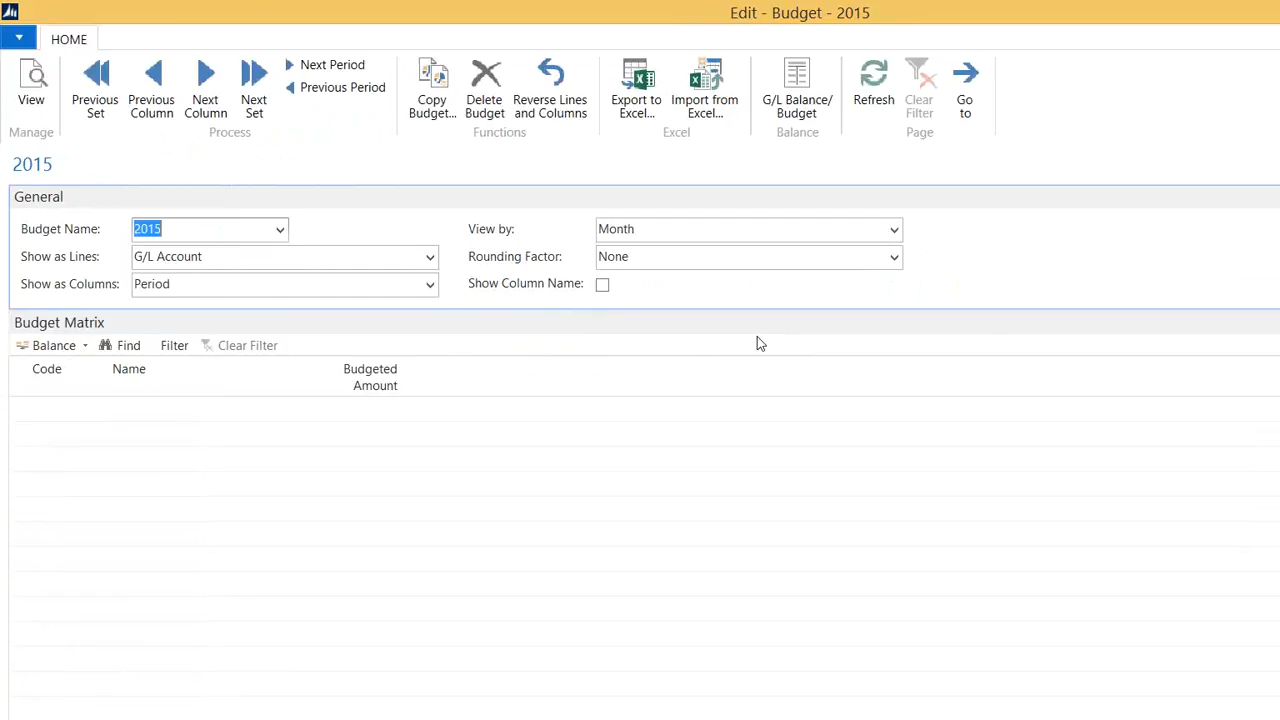 Edit - Budget - 2015
HOME
View
Manage
Previous Set
Previous Column
Next Column
Next Set
Next Period
Previous Period
Process
Copy Budget...
Delete Budget
Reverse Lines and Columns
Functions
Export to Excel...
Import from Excel...
Excel
G/L Balance/ Budget
Balance
Refresh
Clear Filter
Go to
Page
2015
General
Budget Name: 2015
View by: Month
Show as Lines: G/L Account
Rounding Factor: None
Show as Columns: Period
Show Column Name:
Budget Matrix
Balance Find Filter Clear Filter
Code Name Budgeted Amount